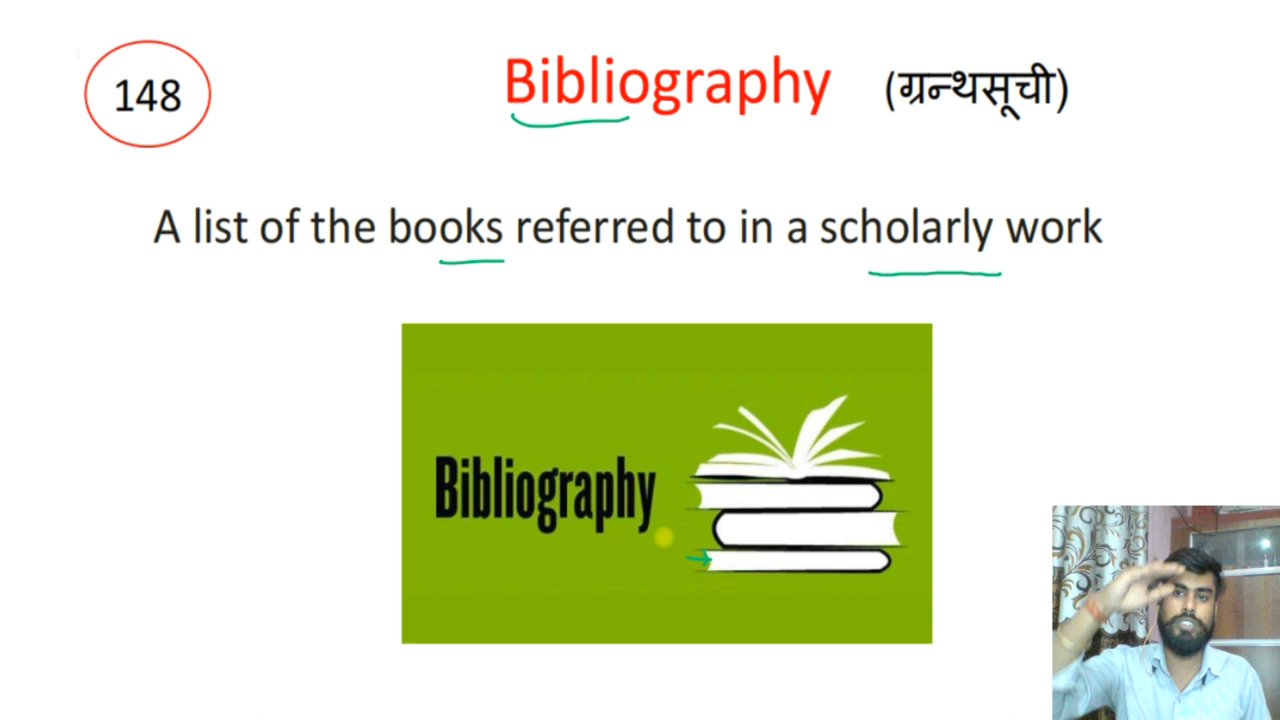 148
Bibliography (ग्रन्थसूची)
A list of the books referred to in a scholarly work
Bibliography